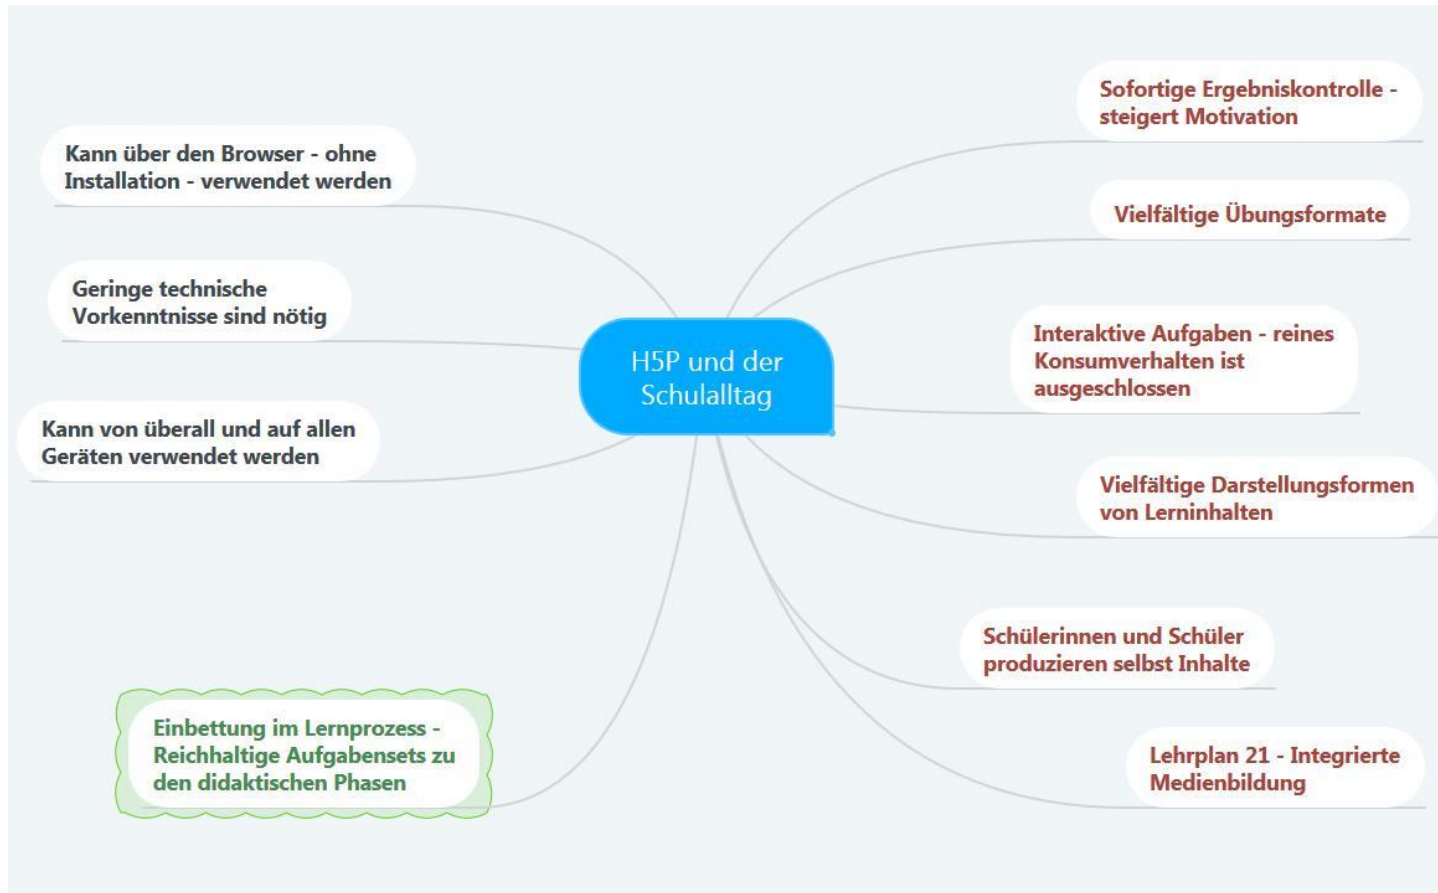 Kann über den Browser - ohne
Installation - verwendet werden
Geringe technische
Vorkenntnisse sind nötig
Kann von überall und auf allen
Geräten verwendet werden
Einbettung im Lernprozess -
Reichhaltige Aufgabensets zu
den didaktischen Phasen
H5P und der
Schulalltag
Sofortige Ergebniskontrolle -
steigert Motivation
Vielfältige Übungsformate
Interaktive Aufgaben - reines
Konsumverhalten ist
ausgeschlossen
Vielfältige Darstellungsformen
von Lerninhalten
Schülerinnen und Schüler
produzieren selbst Inhalte
Lehrplan 21 - Integrierte
Medienbildung